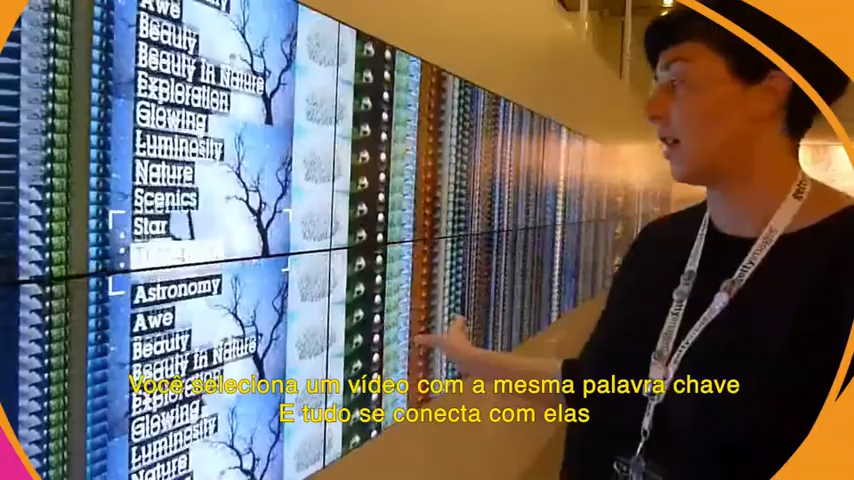 Awe
Beauty
Beauty in Nature
Exploration
Glowing
Luminosity
Nature
Scenics
Star
Astronomy
Awe
Beauty
Beauty in Nature
Exploration
Glowing
Luminosity
Nature
gettyimages
Você seleciona um vídeo com a mesma palavra chave
E tudo se conecta com elas